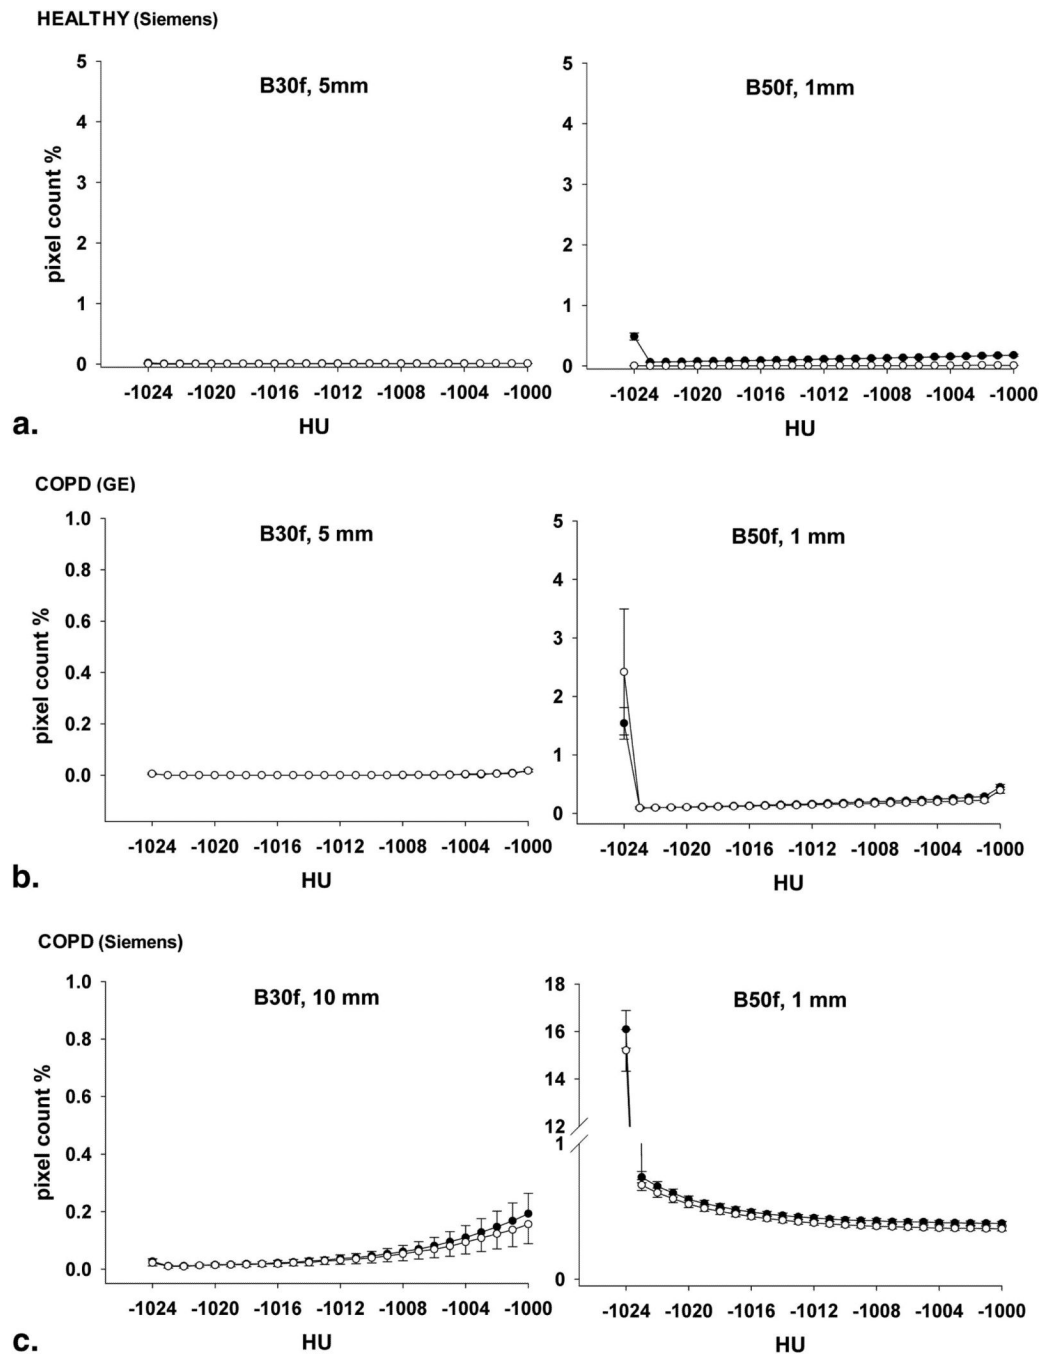 HEALTHY (Siemens)
B30f, 5mm
pixel count %
5
4
3
2
1
0
-1024 -1020 -1016 -1012 -1008 -1004 -1000
HU
B50f, 1mm
5
4
3
2
1
0
-1024 -1020 -1016 -1012 -1008 -1004 -1000
HU
a.
COPD (GE)
B30f, 5 mm
pixel count %
1.0
0.8
0.6
0.4
0.2
0.0
-1024 -1020 -1016 -1012 -1008 -1004 -1000
HU
B50f, 1 mm
5
4
3
2
1
0
-1024 -1020 -1016 -1012 -1008 -1004 -1000
HU
b.
COPD (Siemens)
B30f, 10 mm
pixel count %
1.0
0.8
0.6
0.4
0.2
0.0
-1024 -1020 -1016 -1012 -1008 -1004 -1000
HU
B50f, 1 mm
18
16
14
12
1
0
-1024 -1020 -1016 -1012 -1008 -1004 -1000
HU
c.